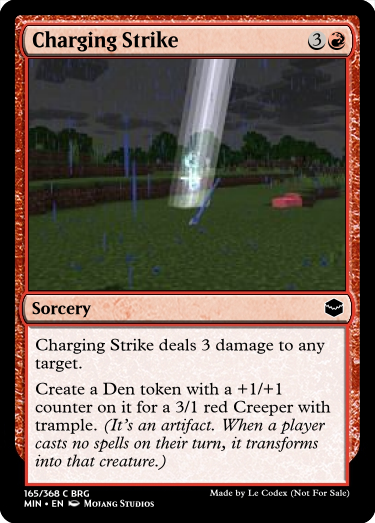 Charging Strike 3
Sorcery
Charging Strike deals 3 damage to any
target.
Create a Den token with a +1/+1
counter on it for a 3/1 red Creeper with
trample. (It's an artifact. When a player
casts no spells on their turn, it transforms
into that creature.)
165/368 C BRG
MIN • EN Mojang Studios
Made by Le Codex (Not For Sale)